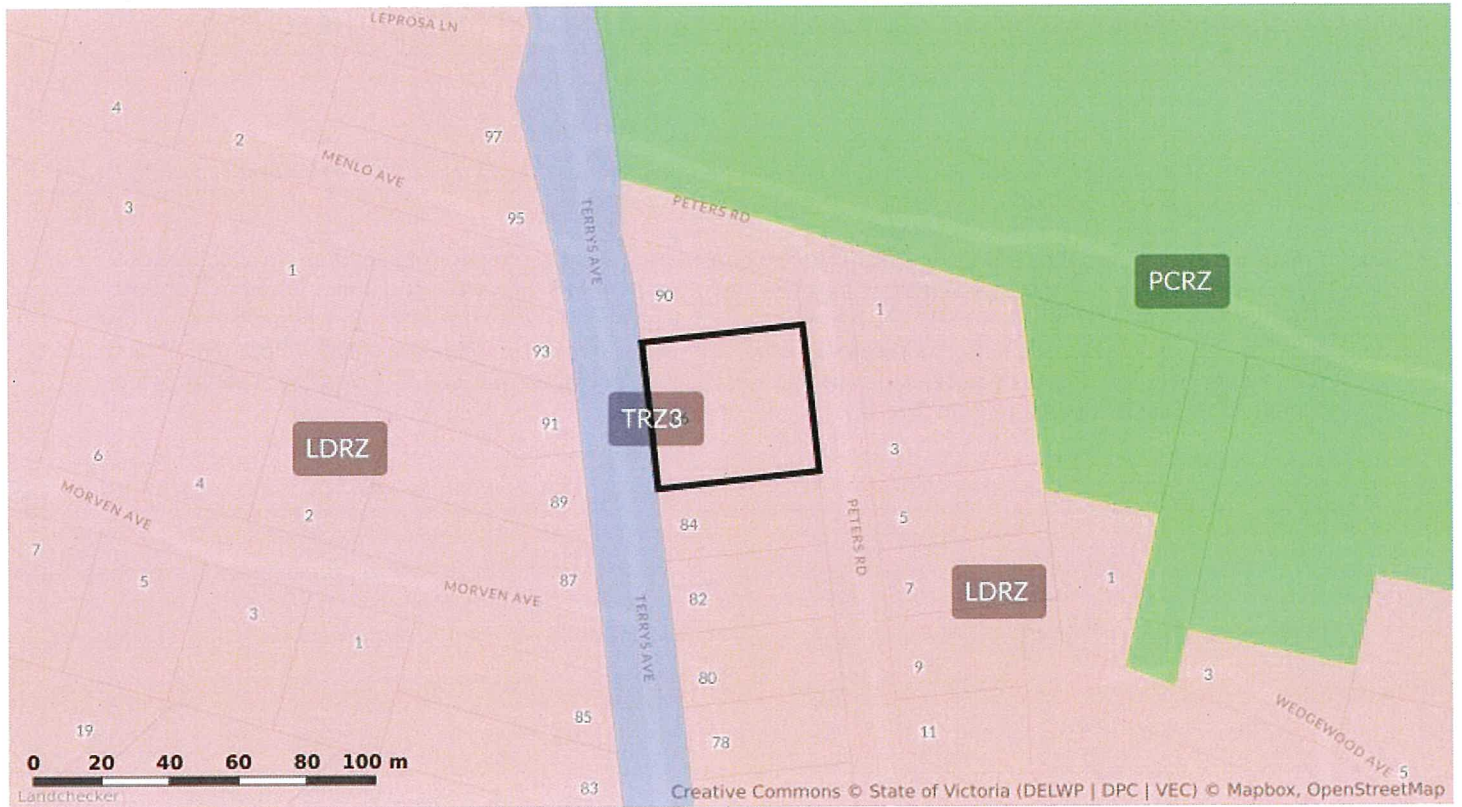 LEPROSA LN
4
2
97
MENLO AVE
3
95
TERRYS AVE
PETERS RD
1
90
1
PCRZ
93
TRZ3
91
LDRZ
3
6
4
2
89
84
5
MORVEN AVE
PETERS RD
7
5
87
MORVEN AVE
82
7
LDRZ
1
3
1
TERRYS AVE
80
9
3
WEDGEWOOD AVE
19
85
78
11
5
0 20 40 60 80 100 m
83
Landchecker
Creative Commons © State of Victoria (DELWP | DPC | VEC) © Mapbox, OpenStreetMap